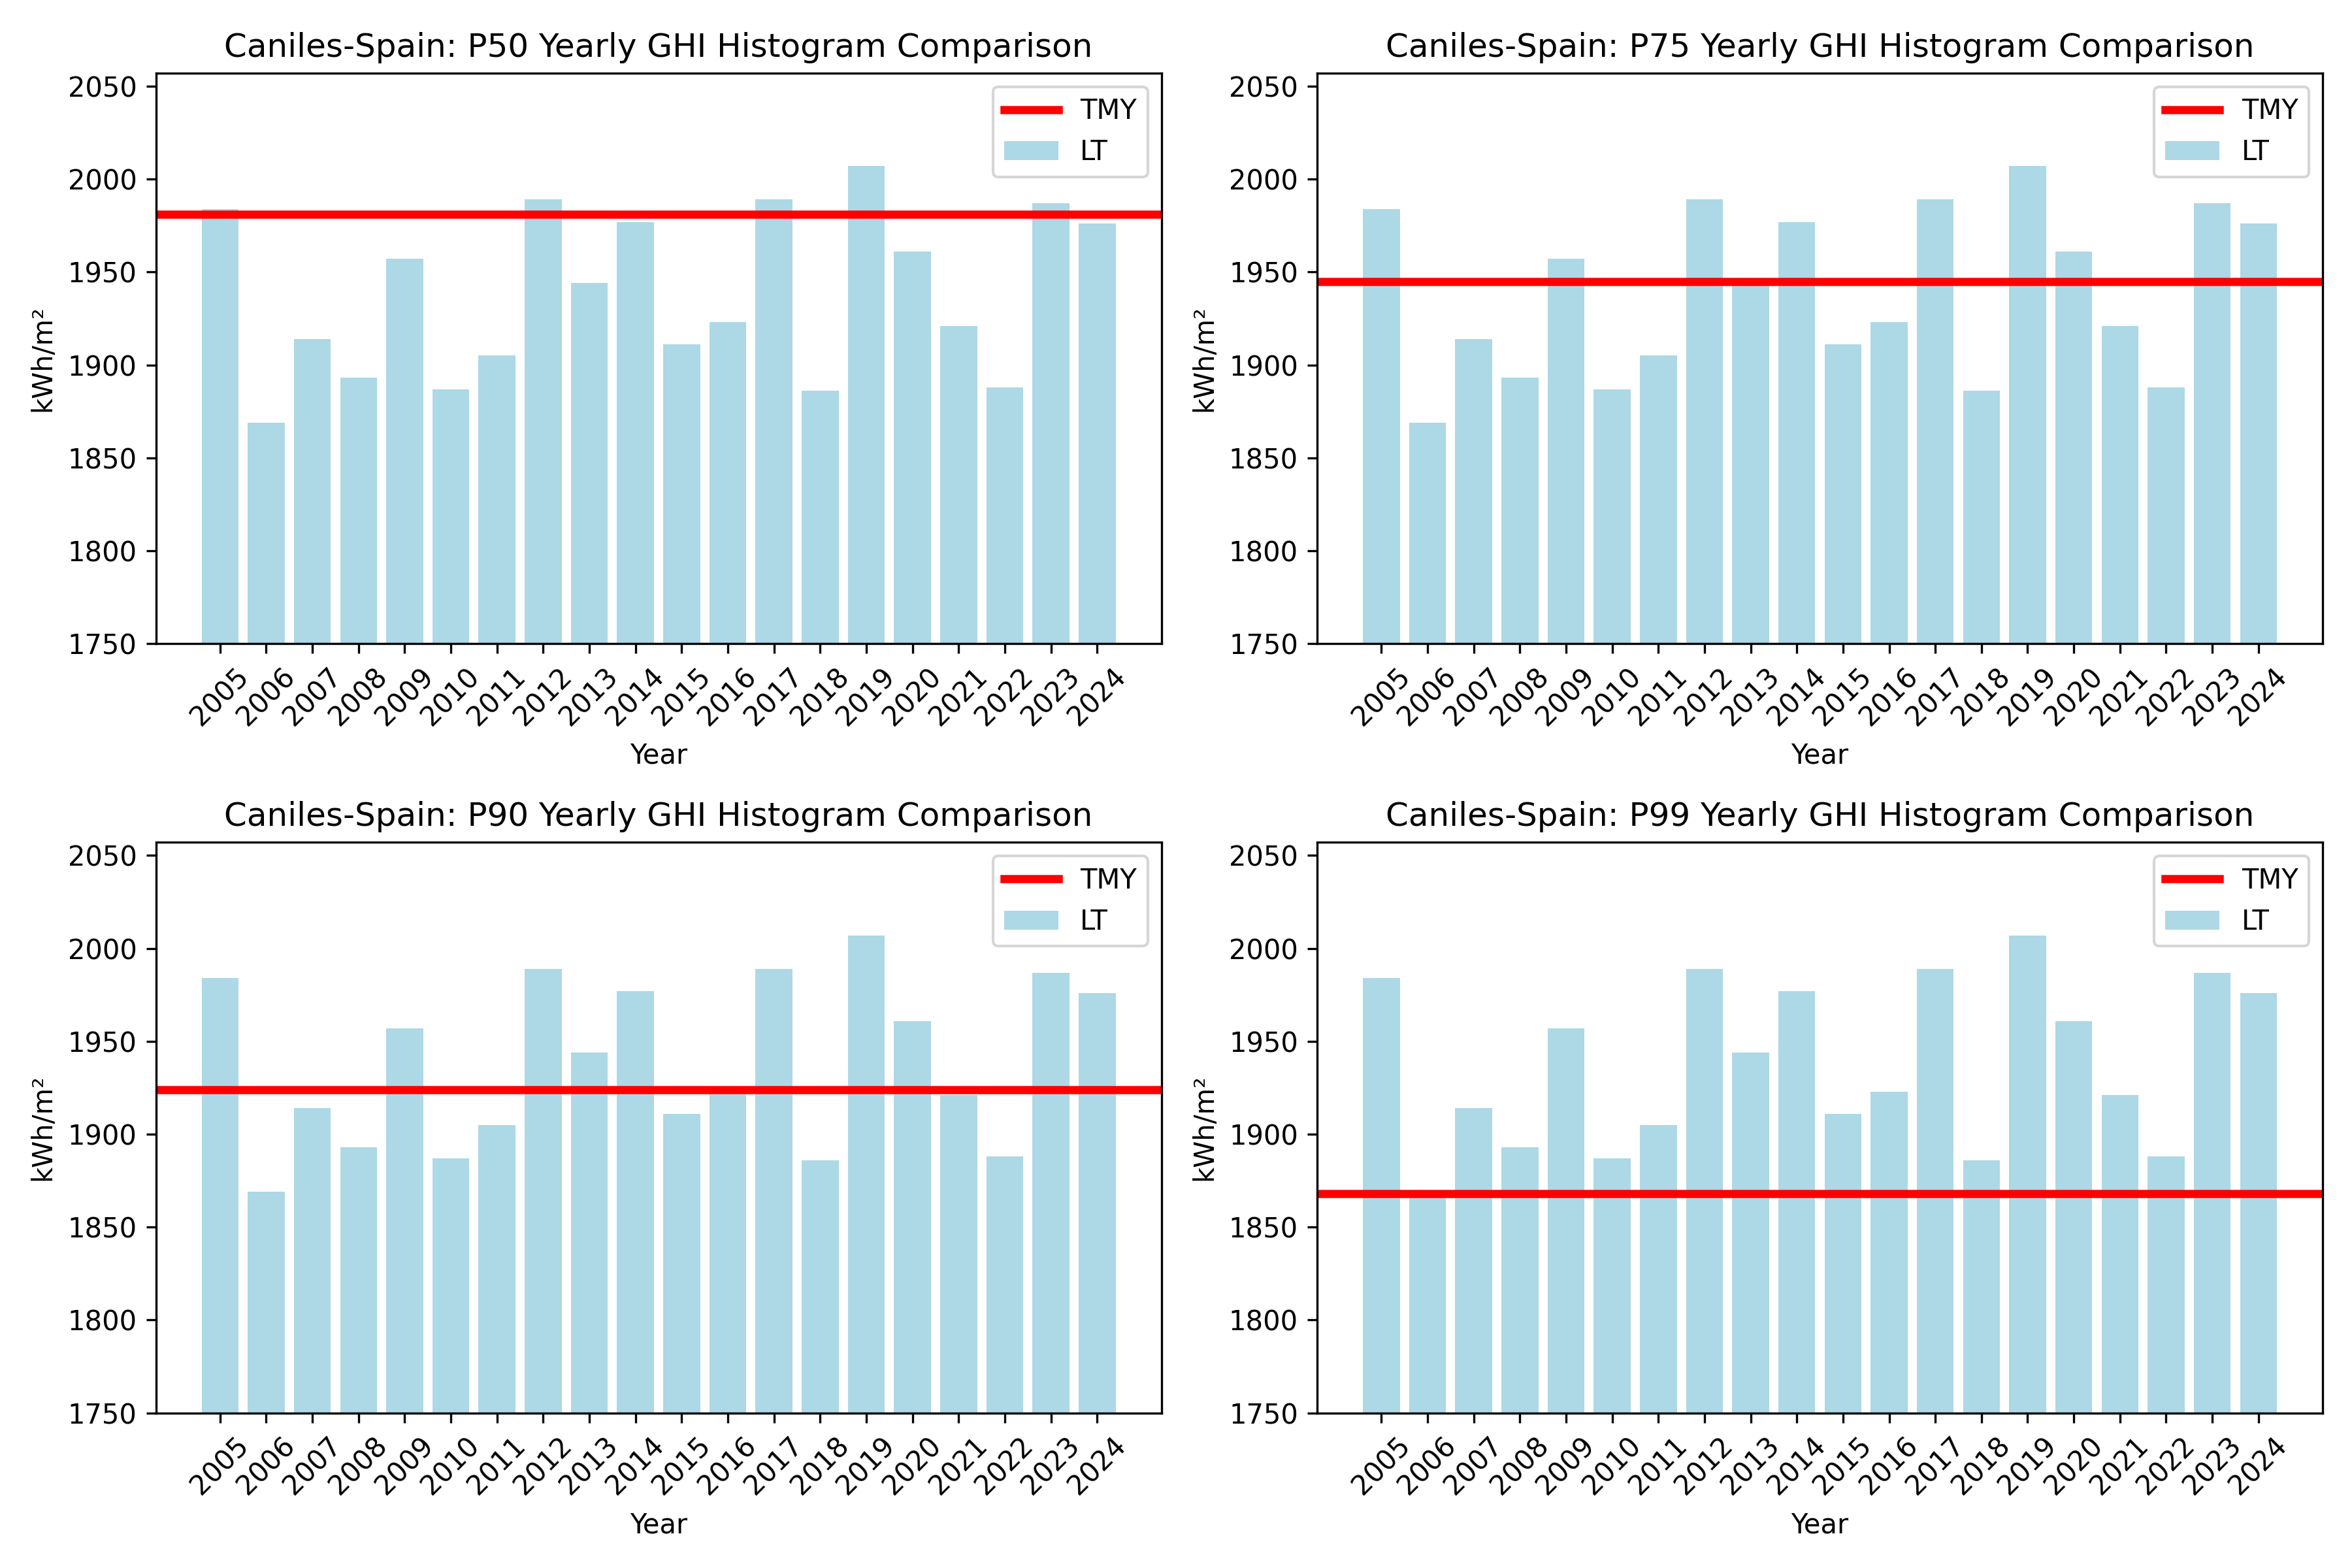 Caniles-Spain: P50 Yearly GHI Histogram Comparison
2050
2000
1950
1900
1850
1800
1750
kWh/m²
TMY
LT
2005 2006 2007 2008 2009 2010 2011 2012 2013 2014 2015 2016 2017 2018 2019 2020 2021 2022 2023 2024
Year
Caniles-Spain: P75 Yearly GHI Histogram Comparison
2050
2000
1950
1900
1850
1800
1750
kWh/m²
TMY
LT
2005 2006 2007 2008 2009 2010 2011 2012 2013 2014 2015 2016 2017 2018 2019 2020 2021 2022 2023 2024
Year
Caniles-Spain: P90 Yearly GHI Histogram Comparison
2050
2000
1950
1900
1850
1800
1750
kWh/m²
TMY
LT
2005 2006 2007 2008 2009 2010 2011 2012 2013 2014 2015 2016 2017 2018 2019 2020 2021 2022 2023 2024
Year
Caniles-Spain: P99 Yearly GHI Histogram Comparison
2050
2000
1950
1900
1850
1800
1750
kWh/m²
TMY
LT
2005 2006 2007 2008 2009 2010 2011 2012 2013 2014 2015 2016 2017 2018 2019 2020 2021 2022 2023 2024
Year